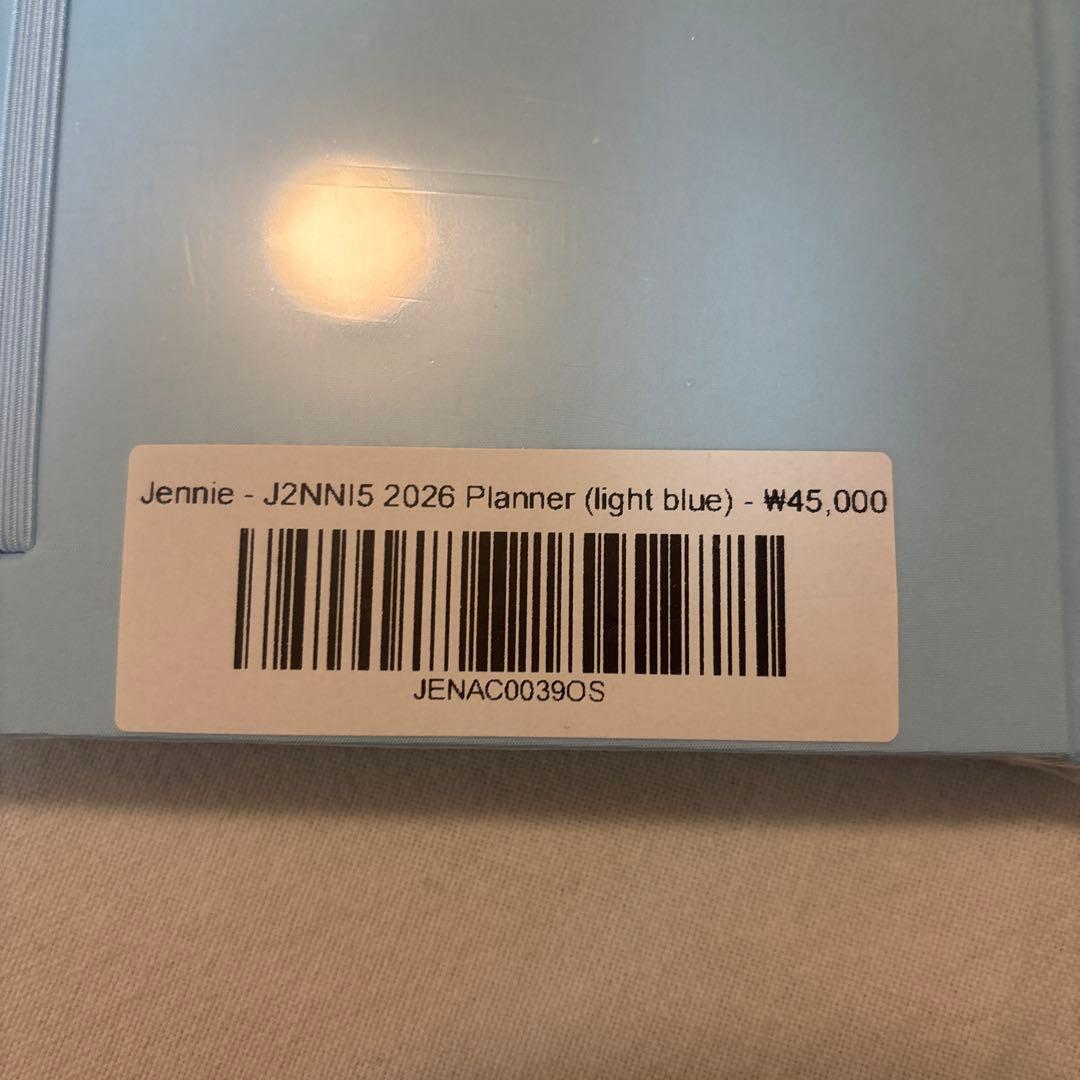 Jennie - J2NNI5 2026 Planner (light blue) - ₩45,000
JENAC0039OS